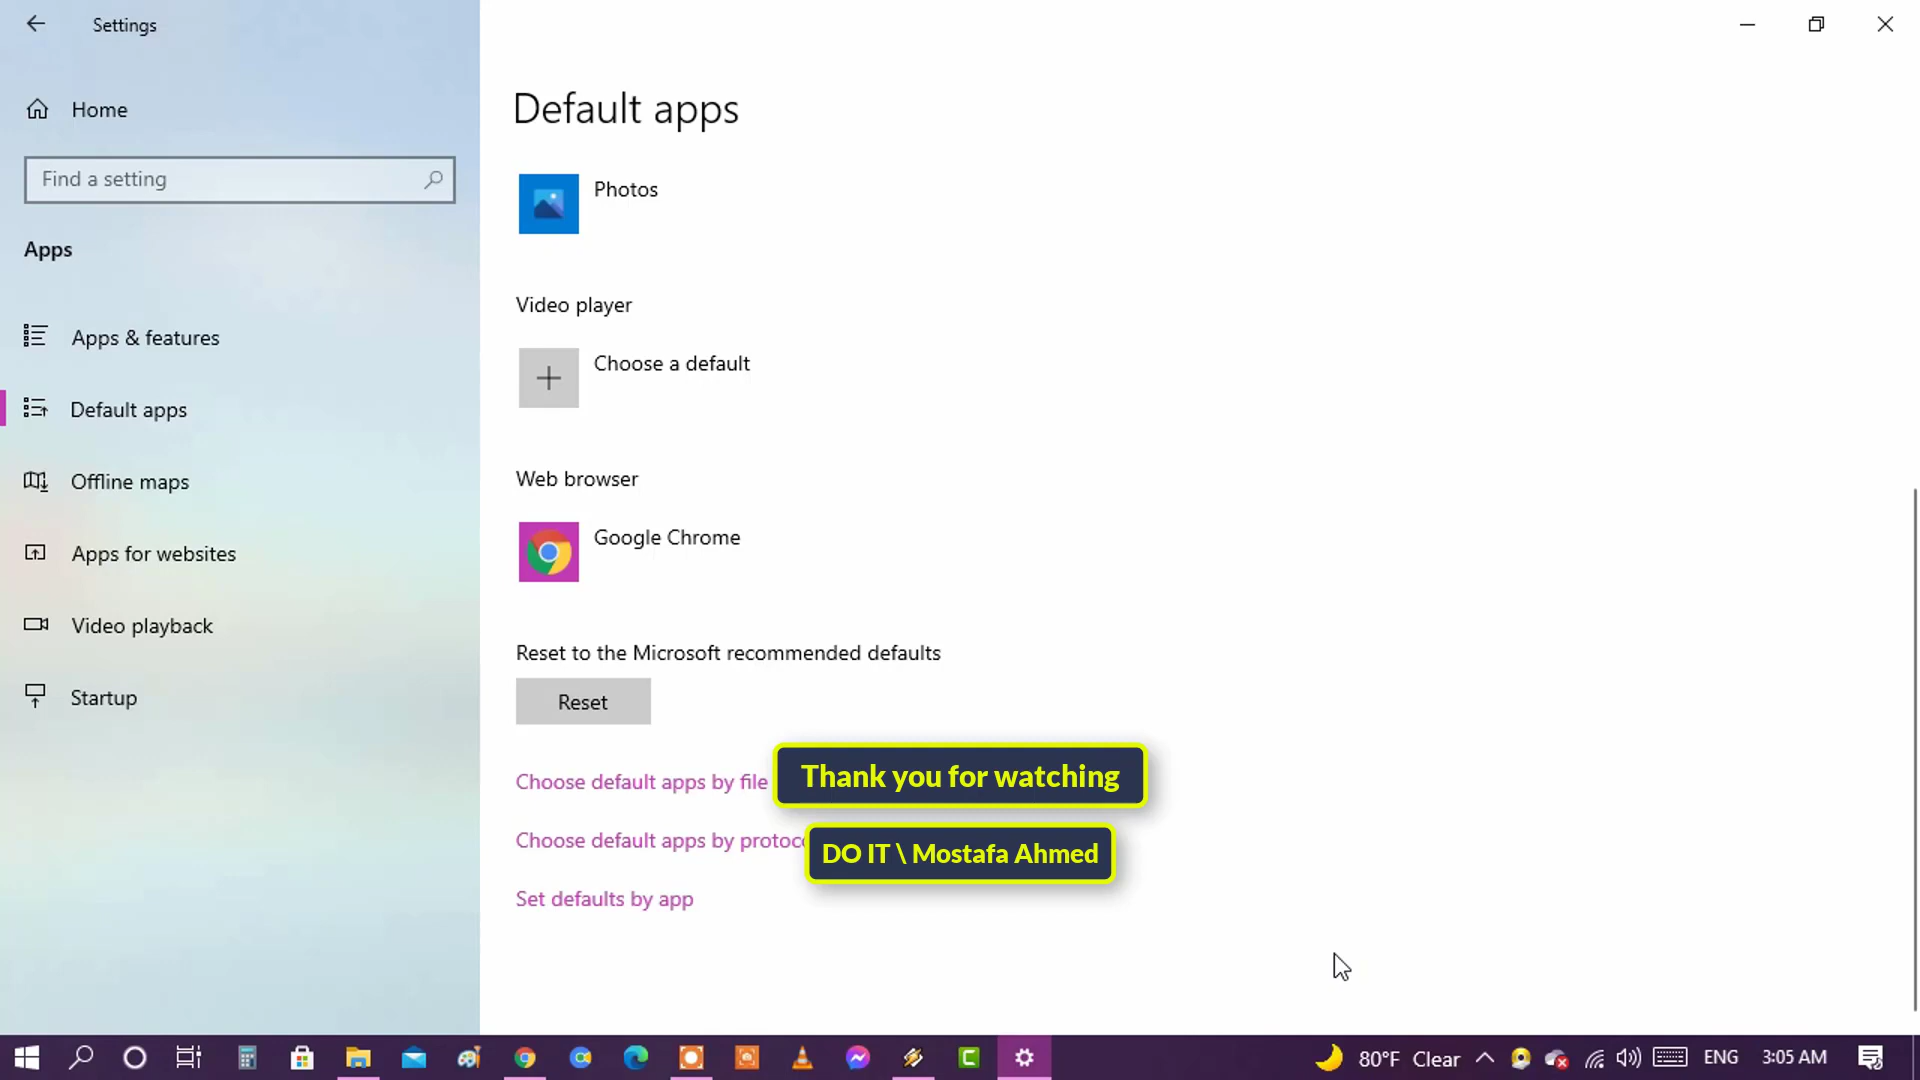 Settings
Home
Find a setting
Apps
Apps & features
Default apps
Offline maps
Apps for websites
Video playback
Startup
Default apps
Photos
Video player
Choose a default
Web browser
Google Chrome
Reset to the Microsoft recommended defaults
Reset
Choose default apps by file
Thank you for watching
Choose default apps by protoc
DO IT \ Mostafa Ahmed
Set defaults by app
80°F Clear
ENG
3:05 AM